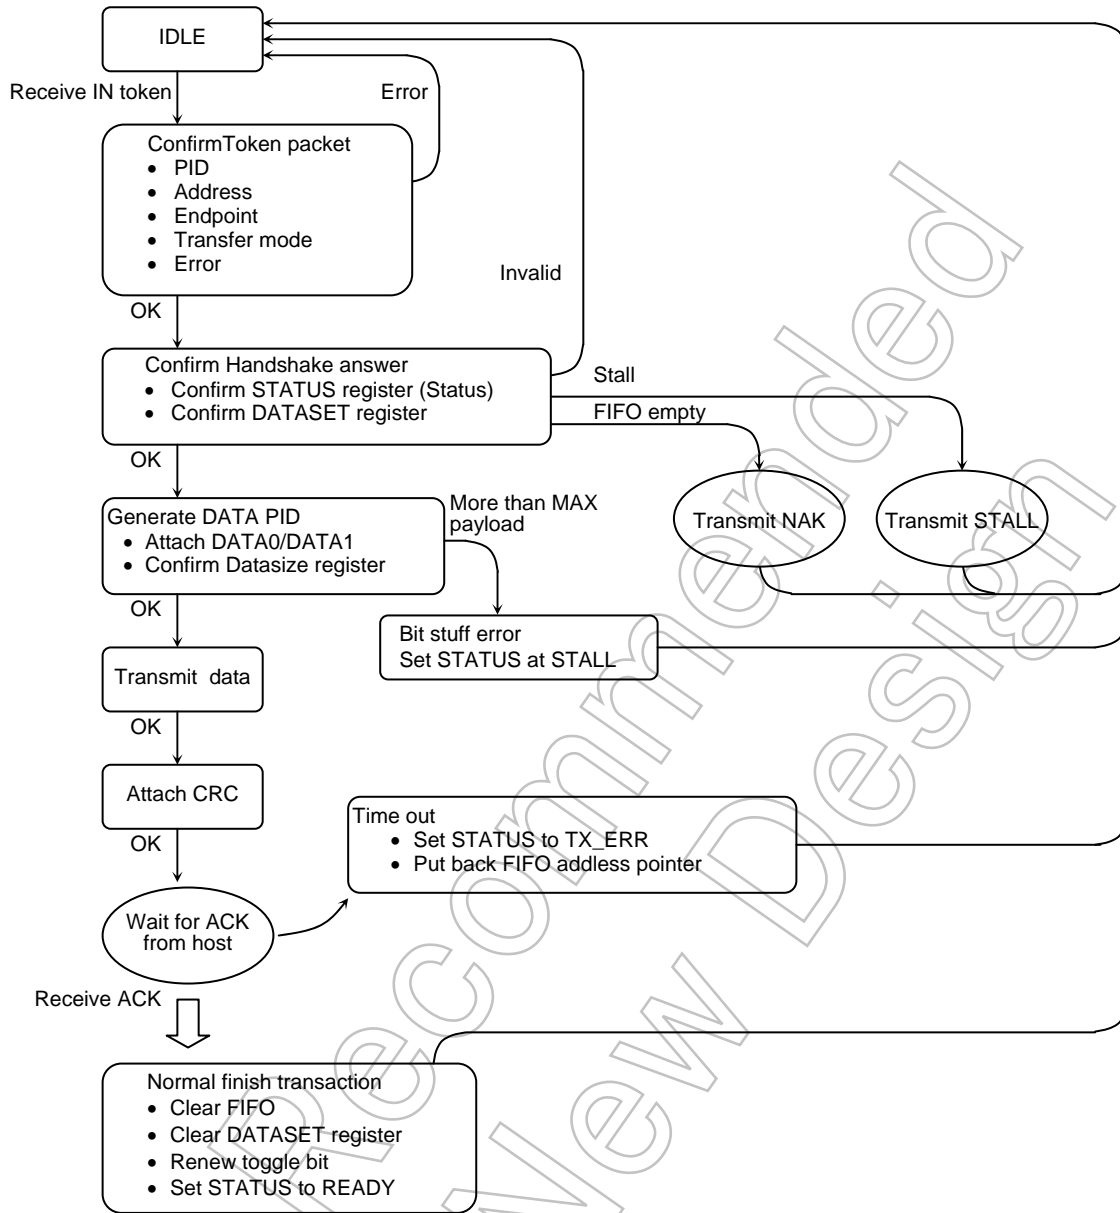 IDLE
Receive IN token
Error
ConfirmToken packet
• PID
• Address
• Endpoint
• Transfer mode
• Error
Invalid
OK
Confirm Handshake answer
• Confirm STATUS register (Status)
• Confirm DATASET register
Stall
FIFO empty
OK
Generate DATA PID
• Attach DATA0/DATA1
• Confirm Datasize register
More than MAX
payload
Transmit NAK
Transmit STALL
OK
Bit stuff error
Set STATUS at STALL
Transmit data
OK
Attach CRC
OK
Time out
• Set STATUS to TX_ERR
• Put back FIFO addless pointer
Wait for ACK
from host
Receive ACK
Normal finish transaction
• Clear FIFO
• Clear DATASET register
• Renew toggle bit
• Set STATUS to READY
Recommended
New Design